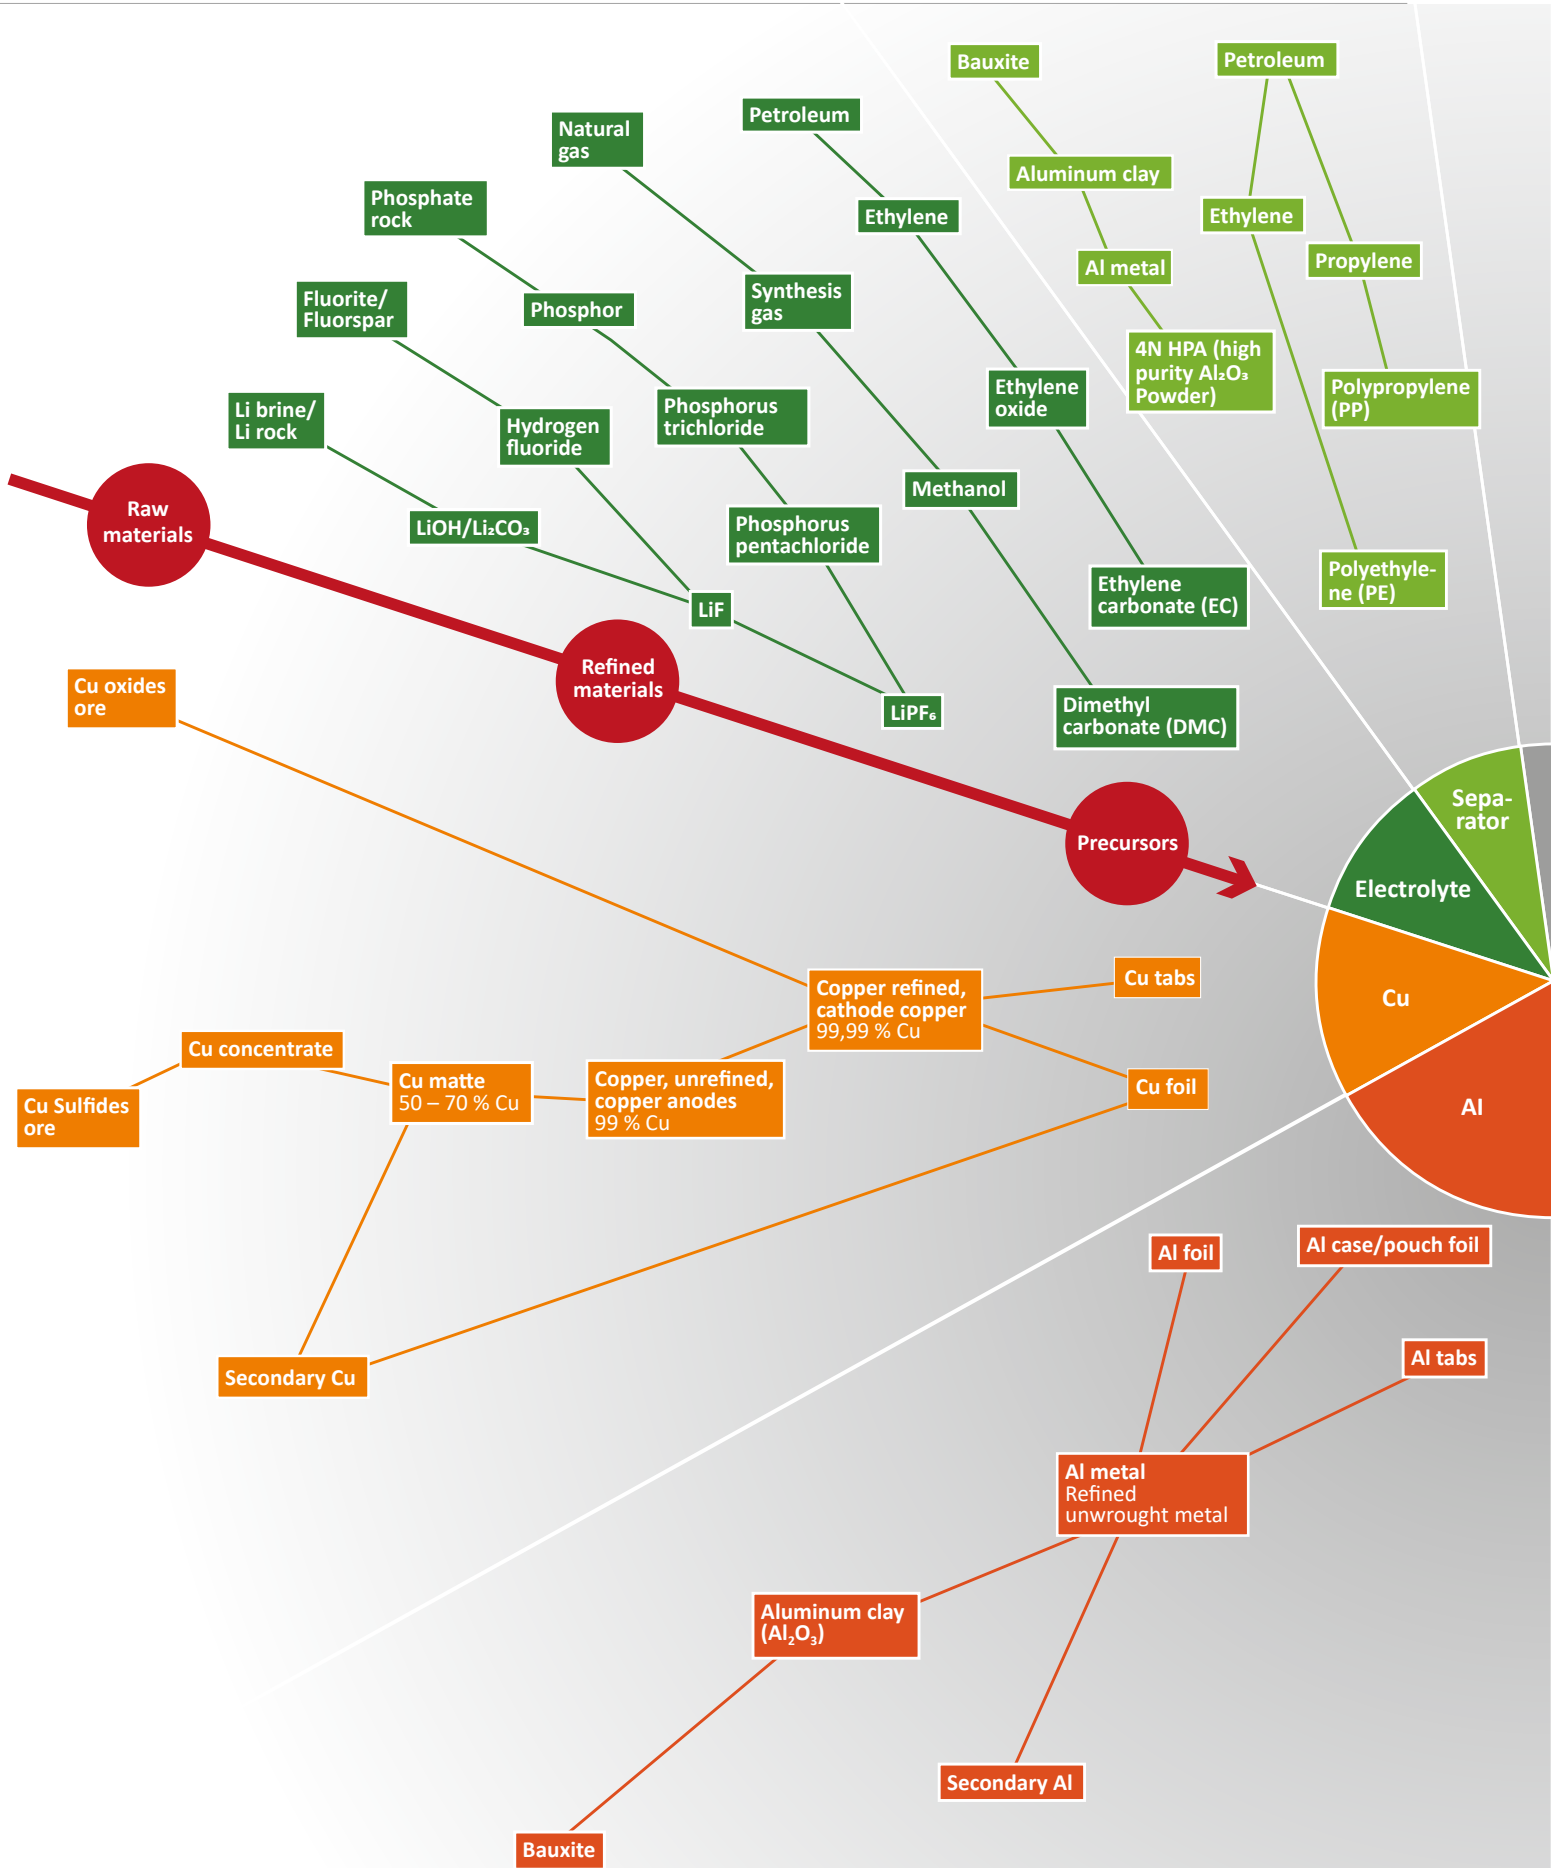 Bauxite
Petroleum
Petroleum
Natural
gas
Aluminum clay
Phosphate
rock
Ethylene
Ethylene
Al metal
Propylene
Fluorite/
Fluorspar
Phosphor
Synthesis
gas
4N HPA (high
purity Al₂O₃
Powder)
Polypropylene
(PP)
Li brine/
Li rock
Hydrogen
fluoride
Phosphorus
trichloride
Ethylene
oxide
Methanol
Raw
materials
LiOH/Li₂CO₃
Phosphorus
pentachloride
Polyethyle-
ne (PE)
Ethylene
carbonate (EC)
LiF
Refined
materials
Cu oxides
ore
LiPF₆
Dimethyl
carbonate (DMC)
Precursors
Sepa-
rator
Electrolyte
Cu
Al
Copper refined,
cathode copper
99,99 % Cu
Cu tabs
Cu concentrate
Cu matte
50 – 70 % Cu
Copper, unrefined,
copper anodes
99 % Cu
Cu foil
Cu Sulfides
ore
Secondary Cu
Al foil
Al case/pouch foil
Al tabs
Al metal
Refined
unwrought metal
Aluminum clay
(Al₂O₃)
Secondary Al
Bauxite